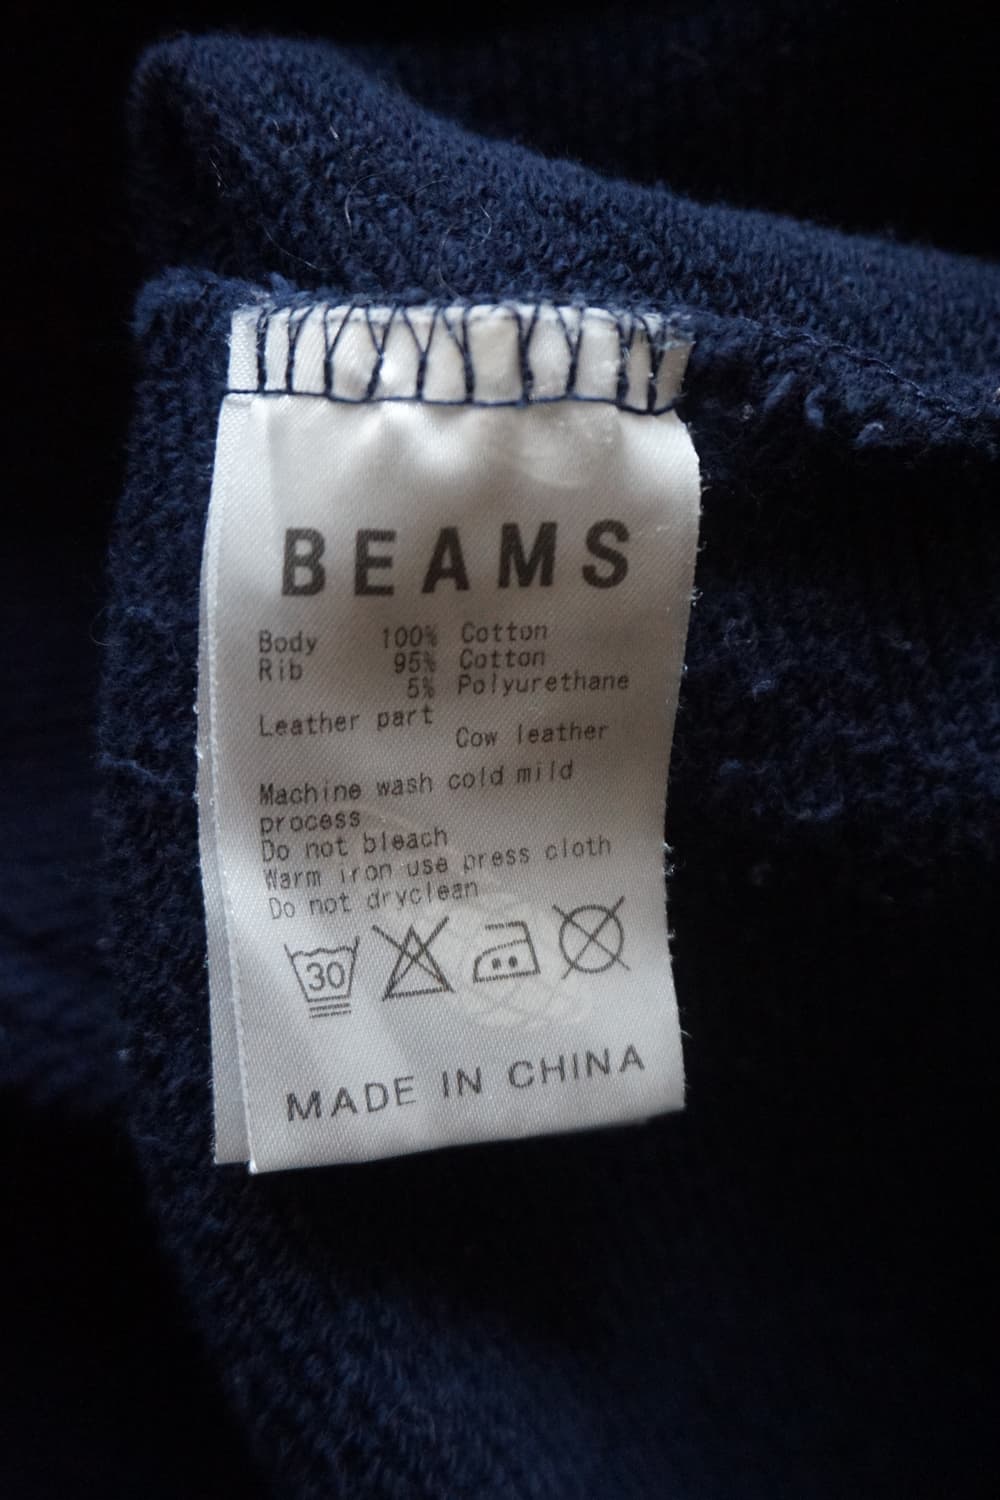 BEAMS
Body 100% Cotton
Rib 95% Cotton
5% Polyurethane
Leather part
Cow leather
Machine wash cold mild
process
Do not bleach
Warm iron use press cloth
Do not dryclean
30
MADE IN CHINA